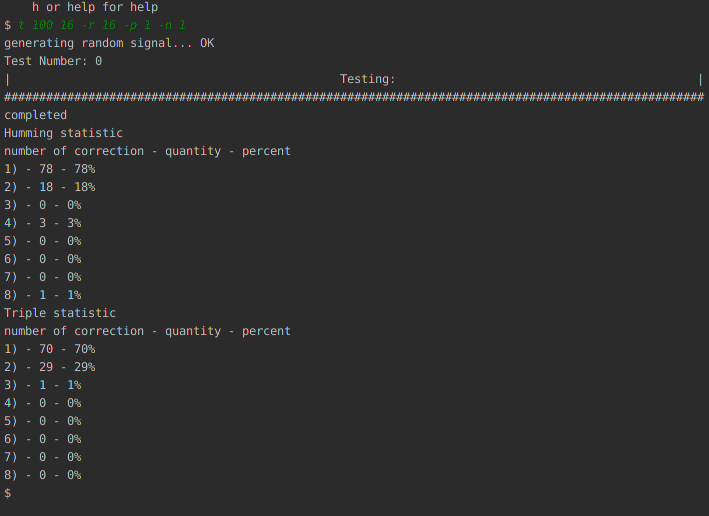 h or help for help
$ t 100 16 -r 16 -p 1 -n 1
generating random signal... OK
Test Number: 0
| Testing: |
########################################################################################################
completed
Humming statistic
number of correction - quantity - percent
1) - 78 - 78%
2) - 18 - 18%
3) - 0 - 0%
4) - 3 - 3%
5) - 0 - 0%
6) - 0 - 0%
7) - 0 - 0%
8) - 1 - 1%
Triple statistic
number of correction - quantity - percent
1) - 70 - 70%
2) - 29 - 29%
3) - 1 - 1%
4) - 0 - 0%
5) - 0 - 0%
6) - 0 - 0%
7) - 0 - 0%
8) - 0 - 0%
$